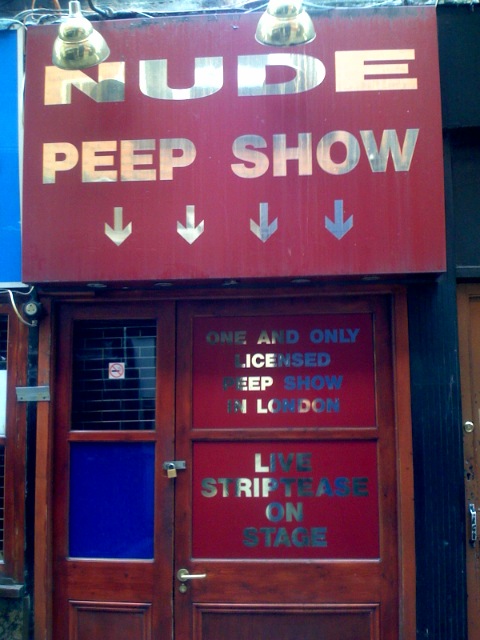 NUDE
PEEP SHOW
ONE AND ONLY
LICENSED
PEEP SHOW
IN LONDON
LIVE
STRIPTEASE
ON
STAGE